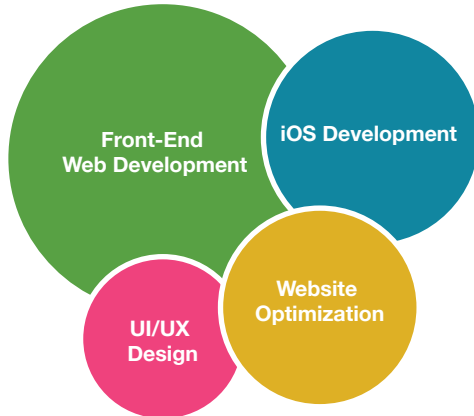 Front-End
Web Development
iOS Development
Website
Optimization
UI/UX
Design